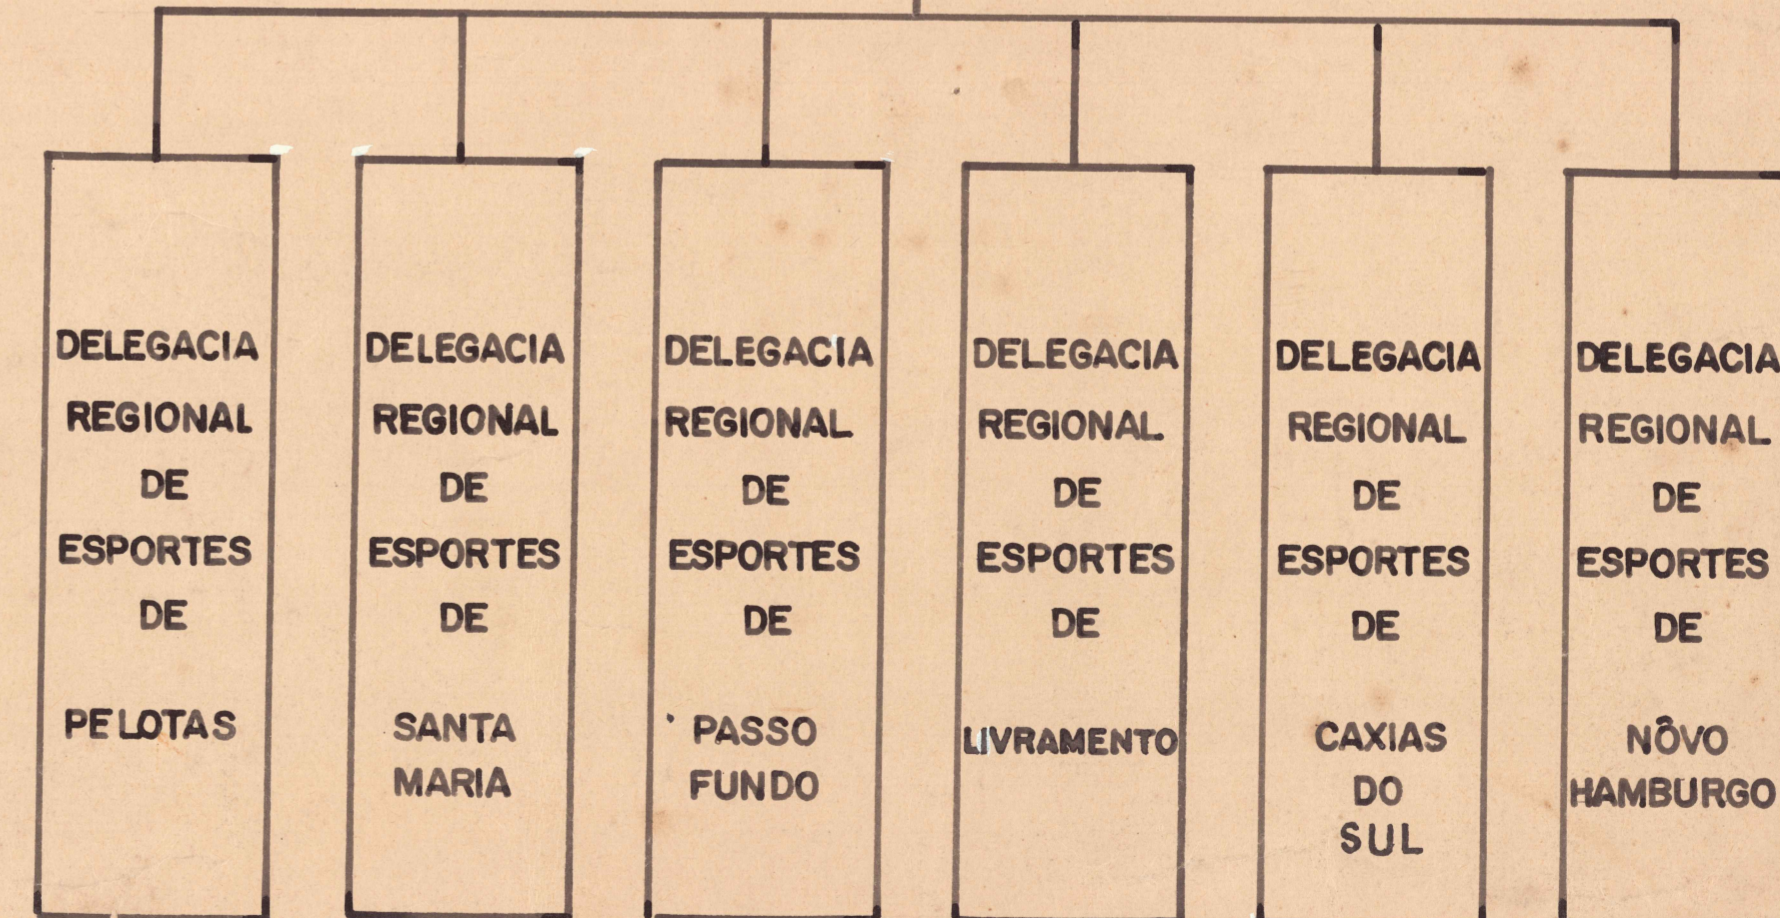 DELEGACIA
REGIONAL
DE
ESPORTES
DE
PELOTAS
DELEGACIA
REGIONAL
DE
ESPORTES
DE
SANTA
MARIA
DELEGACIA
REGIONAL
DE
ESPORTES
DE
PASSO
FUNDO
DELEGACIA
REGIONAL
DE
ESPORTES
DE
LIVRAMENTO
DELEGACIA
REGIONAL
DE
ESPORTES
DE
CAXIAS
DO
SUL
DELEGACIA
REGIONAL
DE
ESPORTES
DE
NÔVO
HAMBURGO